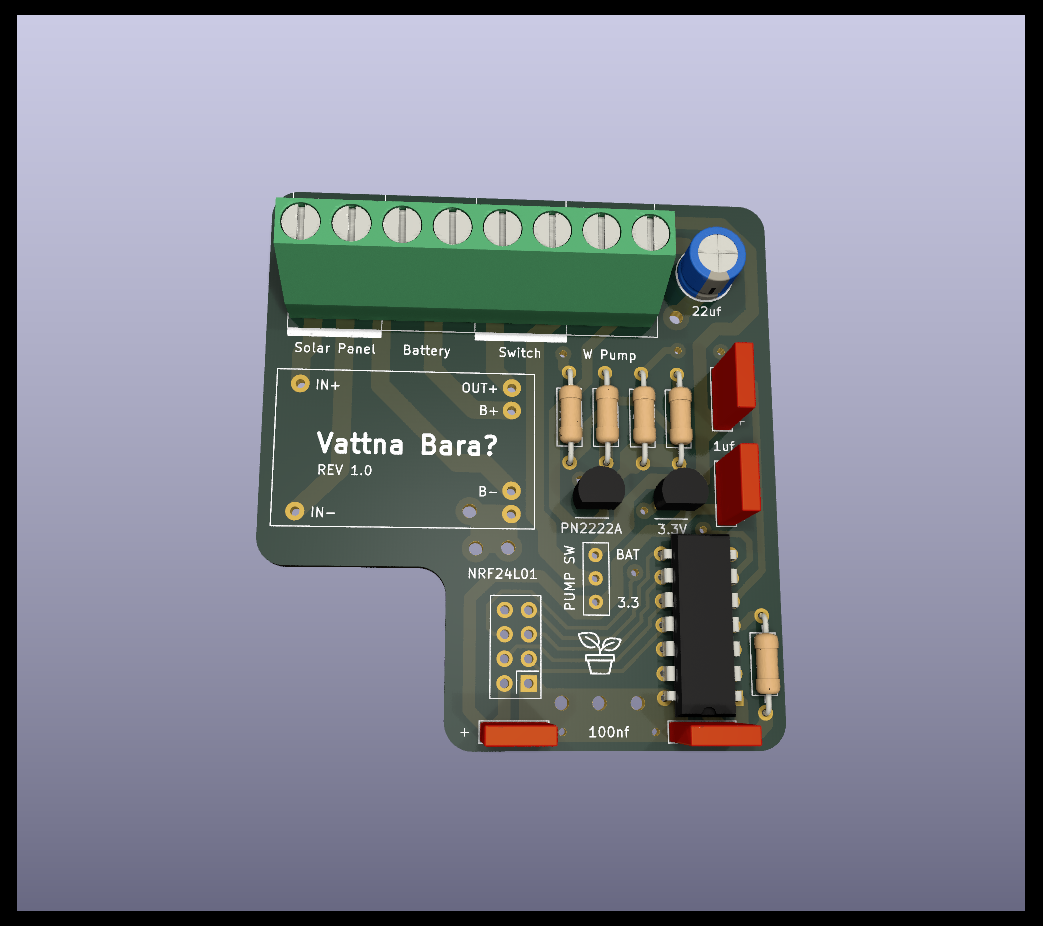 22uf
Solar Panel
Battery
Switch
W Pump
IN+
OUT+
B+
Vattna Bara?
REV 1.0
1uf
B-
IN-
PN2222A
3.3V
PUMP SW
BAT
NRF24L01
3.3
+
100nf